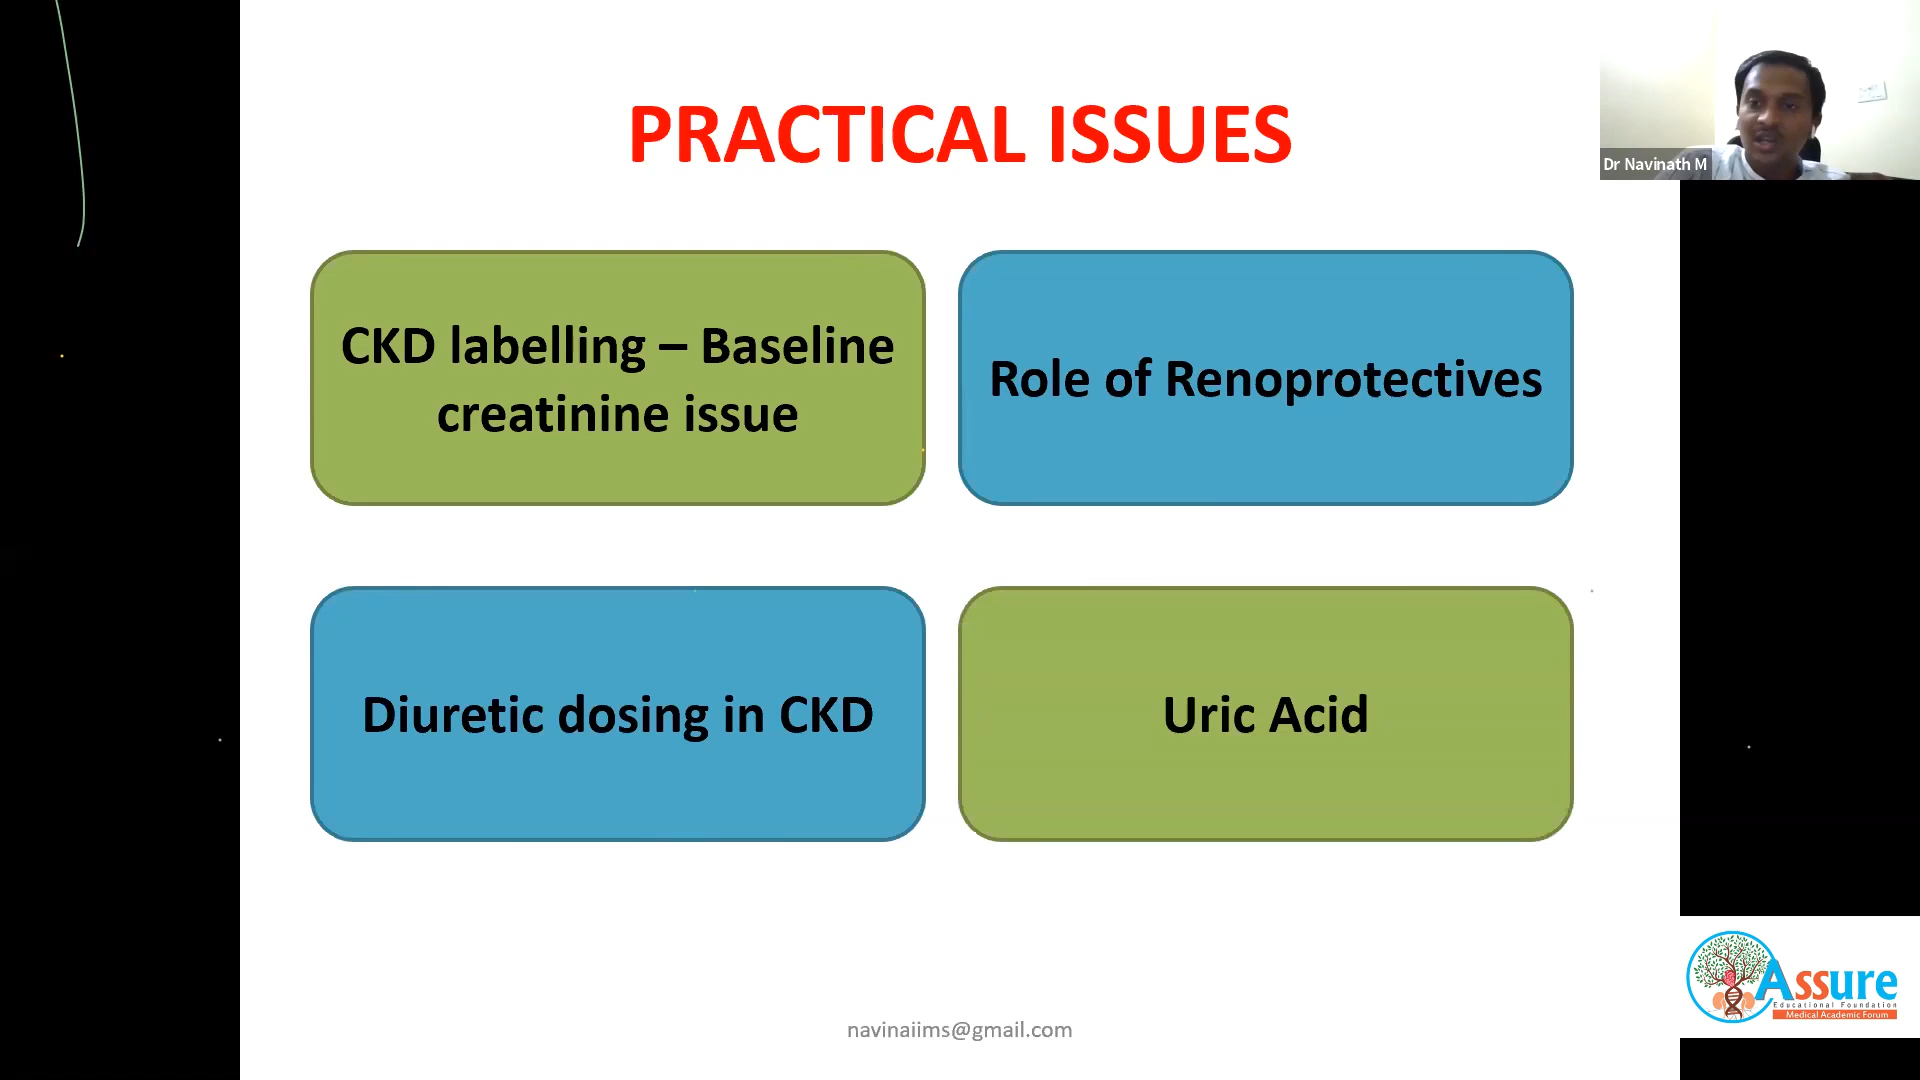 PRACTICAL ISSUES
Dr Navinath M
CKD labelling – Baseline
creatinine issue
Role of Renoprotectives
Diuretic dosing in CKD
Uric Acid
navinaiims@gmail.com
Assure
Educational Foundation
Medical Academic Forum